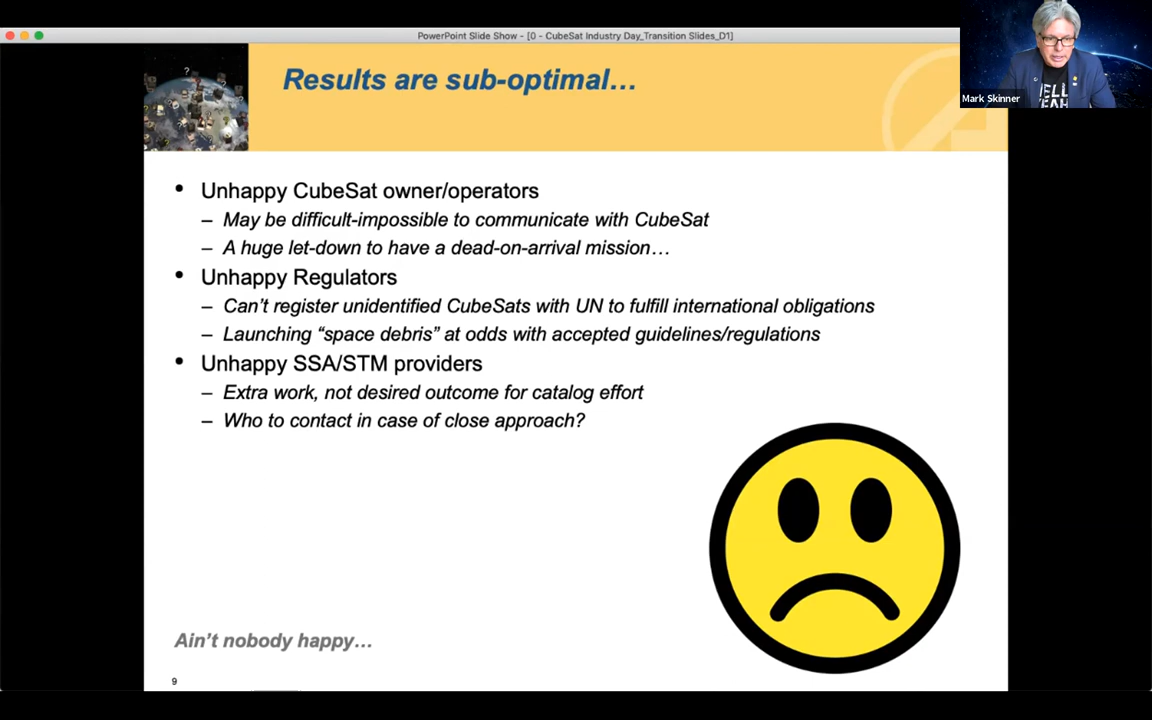 PowerPoint Slide Show - [0 - CubeSat Industry Day_Transition Slides_D1]
Results are sub-optimal…
Mark Skinner
• Unhappy CubeSat owner/operators
– May be difficult-impossible to communicate with CubeSat
– A huge let-down to have a dead-on-arrival mission…
• Unhappy Regulators
– Can’t register unidentified CubeSats with UN to fulfill international obligations
– Launching “space debris” at odds with accepted guidelines/regulations
• Unhappy SSA/STM providers
– Extra work, not desired outcome for catalog effort
– Who to contact in case of close approach?
Ain’t nobody happy…
9